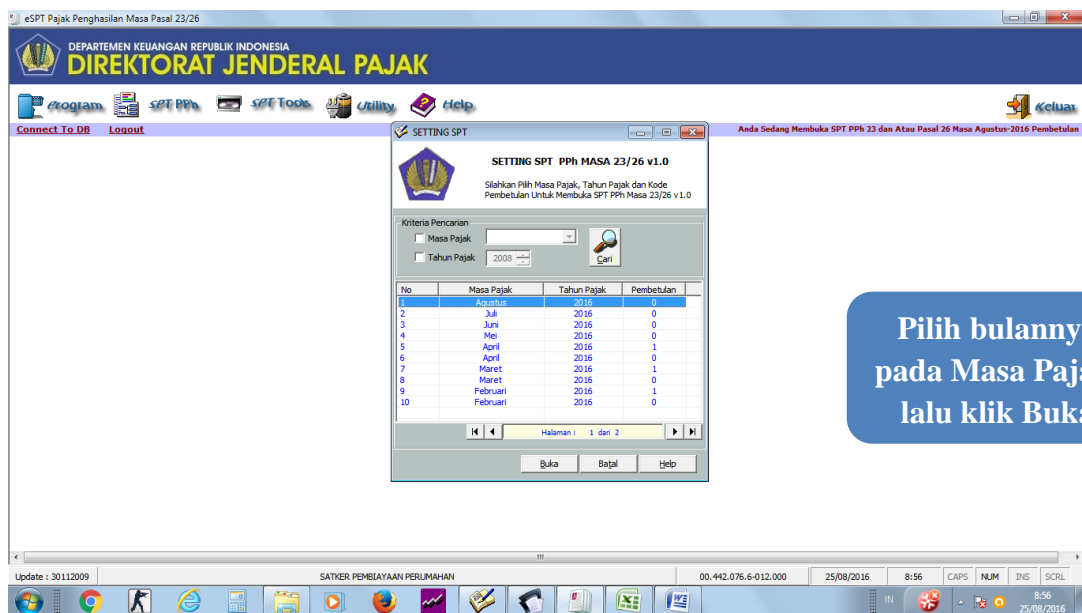 eSPT Pajak Penghasilan Masa Pasal 23/26
DEPARTEMEN KEUANGAN REPUBLIK INDONESIA
DIREKTORAT JENDERAL PAJAK
Program SPT PPh SPT Tools Utility Help Keluar
Connect To DB Logout Anda Sedang Membuka SPT PPh 23 dan Atau Pasal 26 Masa Agustus-2016 Pembetulan
SETTING SPT
SETTING SPT PPh MASA 23/26 v1.0
Silahkan Pilih Masa Pajak, Tahun Pajak dan Kode
Pembetulan Untuk Membuka SPT PPh Masa 23/26 v1.0
Kriteria Pencarian
Masa Pajak
Tahun Pajak 2008 Cari
No Masa Pajak Tahun Pajak Pembetulan
1 Agustus 2016 0
2 Juli 2016 0
3 Juni 2016 0
4 Mei 2016 0
5 April 2016 1
6 April 2016 0
7 Maret 2016 1
8 Maret 2016 0
9 Februari 2016 1
10 Februari 2016 0
Halaman : 1 dari 2
Buka Batal Help
Pilih bulanny
pada Masa Paja
lalu klik Buka
Update : 30112009 SATKER PEMBIAYAAN PERUMAHAN 00.442.076.6-012.000 25/08/2016 8:56 CAPS NUM INS SCRL
IN 8:56
25/08/2016